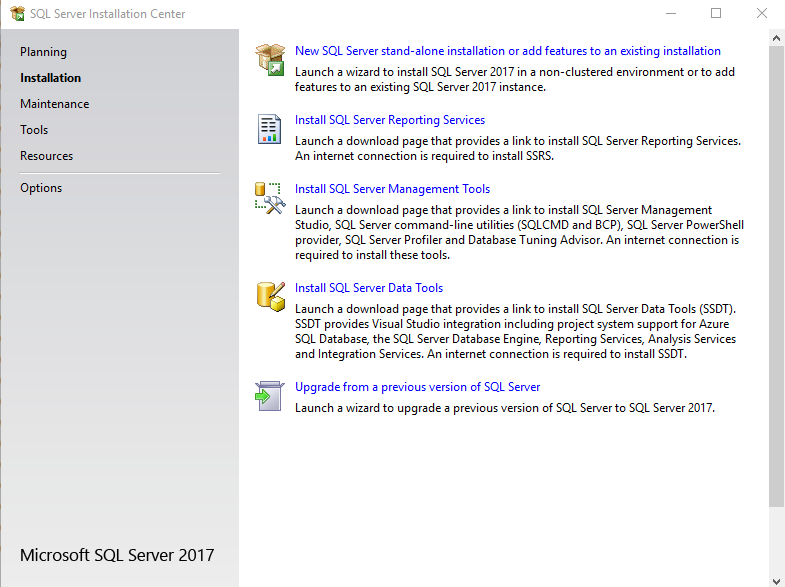 SQL Server Installation Center
Planning
Installation
Maintenance
Tools
Resources
Options
New SQL Server stand-alone installation or add features to an existing installation
Launch a wizard to install SQL Server 2017 in a non-clustered environment or to add
features to an existing SQL Server 2017 instance.
Install SQL Server Reporting Services
Launch a download page that provides a link to install SQL Server Reporting Services.
An internet connection is required to install SSRS.
Install SQL Server Management Tools
Launch a download page that provides a link to install SQL Server Management
Studio, SQL Server command-line utilities (SQLCMD and BCP), SQL Server PowerShell
provider, SQL Server Profiler and Database Tuning Advisor. An internet connection is
required to install these tools.
Install SQL Server Data Tools
Launch a download page that provides a link to install SQL Server Data Tools (SSDT).
SSDT provides Visual Studio integration including project system support for Azure
SQL Database, the SQL Server Database Engine, Reporting Services, Analysis Services
and Integration Services. An internet connection is required to install SSDT.
Upgrade from a previous version of SQL Server
Launch a wizard to upgrade a previous version of SQL Server to SQL Server 2017.
Microsoft SQL Server 2017